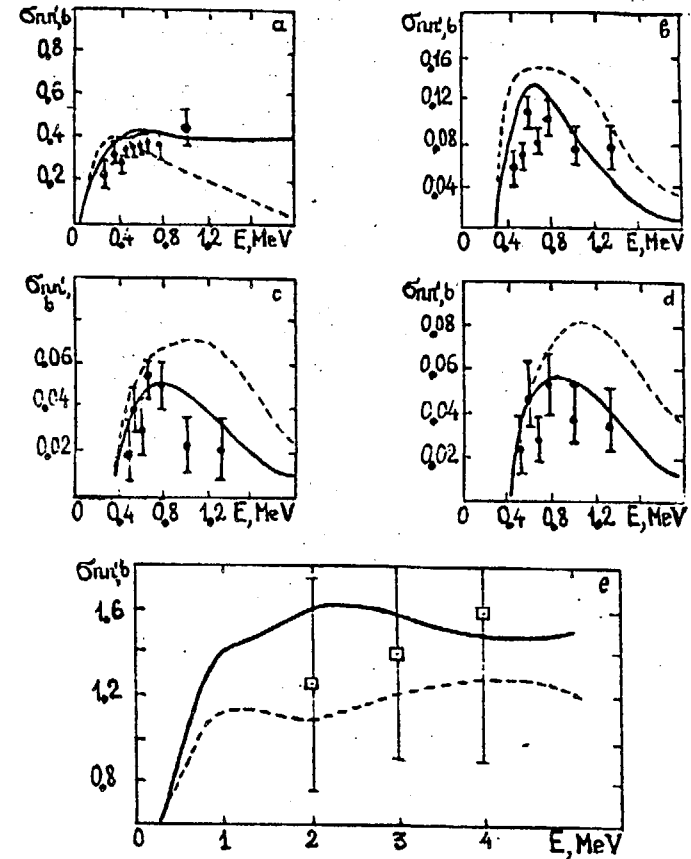 σnn',b
a
0,8
0,6
0,4
0,2
0 0,4 0,8 1,2 E,MeV
σnn',b
b
0,16
0,12
0,08
0,04
0 0,4 0,8 1,2 E,MeV
σnn',
b
c
0,06
0,04
0,02
0 0,4 0,8 1,2 E,MeV
σnn',b
d
0,08
0,06
0,04
0,02
0 0,4 0,8 1,2 E,MeV
σnn',b
e
1,6
1,2
0,8
0 1 2 3 4 E,MeV